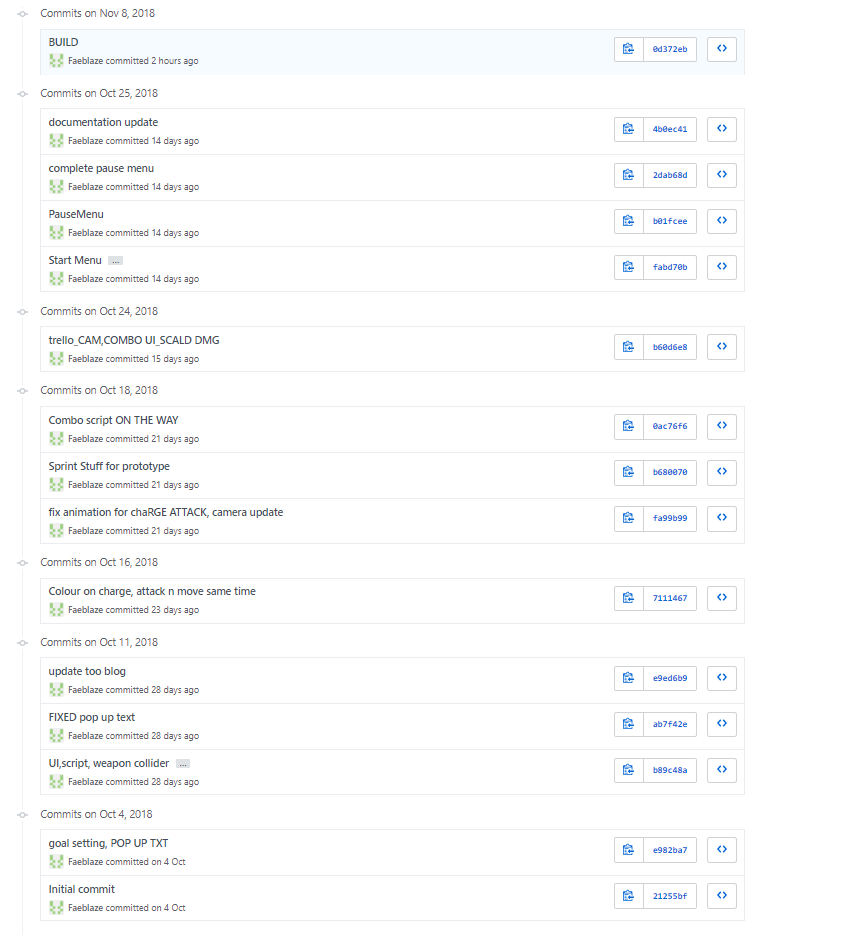 Commits on Nov 8, 2018
BUILD
0d372eb
Faeblaze committed 2 hours ago
Commits on Oct 25, 2018
documentation update
4b0ec41
Faeblaze committed 14 days ago
complete pause menu
2dab68d
Faeblaze committed 14 days ago
PauseMenu
b01fcee
Faeblaze committed 14 days ago
Start Menu ...
fabd70b
Faeblaze committed 14 days ago
Commits on Oct 24, 2018
trello_CAM,COMBO UI_SCALD DMG
b60d6e8
Faeblaze committed 15 days ago
Commits on Oct 18, 2018
Combo script ON THE WAY
0ac76f6
Faeblaze committed 21 days ago
Sprint Stuff for prototype
b680070
Faeblaze committed 21 days ago
fix animation for chaRGE ATTACK, camera update
fa99b99
Faeblaze committed 21 days ago
Commits on Oct 16, 2018
Colour on charge, attack n move same time
7111467
Faeblaze committed 23 days ago
Commits on Oct 11, 2018
update too blog
e9ed6b9
Faeblaze committed 28 days ago
FIXED pop up text
ab7f42e
Faeblaze committed 28 days ago
UI,script, weapon collider ...
b89c48a
Faeblaze committed 28 days ago
Commits on Oct 4, 2018
goal setting, POP UP TXT
e982ba7
Faeblaze committed on 4 Oct
Initial commit
21255bf
Faeblaze committed on 4 Oct